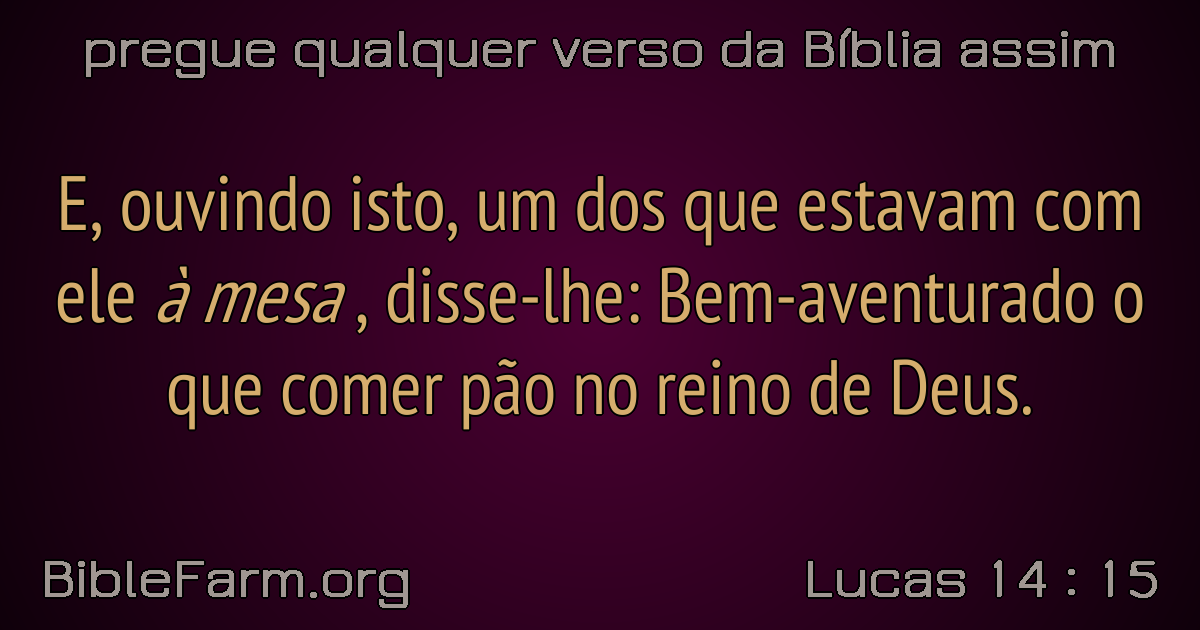 pregue qualquer verso da Bíblia assim
E, ouvindo isto, um dos que estavam com
ele à mesa , disse-lhe: Bem-aventurado o
que comer pão no reino de Deus.
BibleFarm.org
Lucas 14 : 15